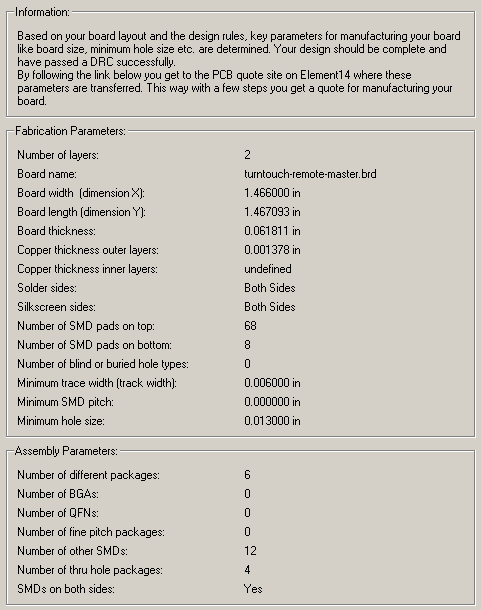 Information:
Based on your board layout and the design rules, key parameters for manufacturing your board
like board size, minimum hole size etc. are determined. Your design should be complete and
have passed a DRC successfully.
By following the link below you get to the PCB quote site on Element14 where these
parameters are transferred. This way with a few steps you get a quote for manufacturing your
board.
Fabrication Parameters:
Number of layers: 2
Board name: turntouch-remote-master.brd
Board width (dimension X): 1.466000 in
Board length (dimension Y): 1.467093 in
Board thickness: 0.061811 in
Copper thickness outer layers: 0.001378 in
Copper thickness inner layers: undefined
Solder sides: Both Sides
Silkscreen sides: Both Sides
Number of SMD pads on top: 68
Number of SMD pads on bottom: 8
Number of blind or buried hole types: 0
Minimum trace width (track width): 0.006000 in
Minimum SMD pitch: 0.000000 in
Minimum hole size: 0.013000 in
Assembly Parameters:
Number of different packages: 6
Number of BGAs: 0
Number of QFNs: 0
Number of fine pitch packages: 0
Number of other SMDs: 12
Number of thru hole packages: 4
SMDs on both sides: Yes